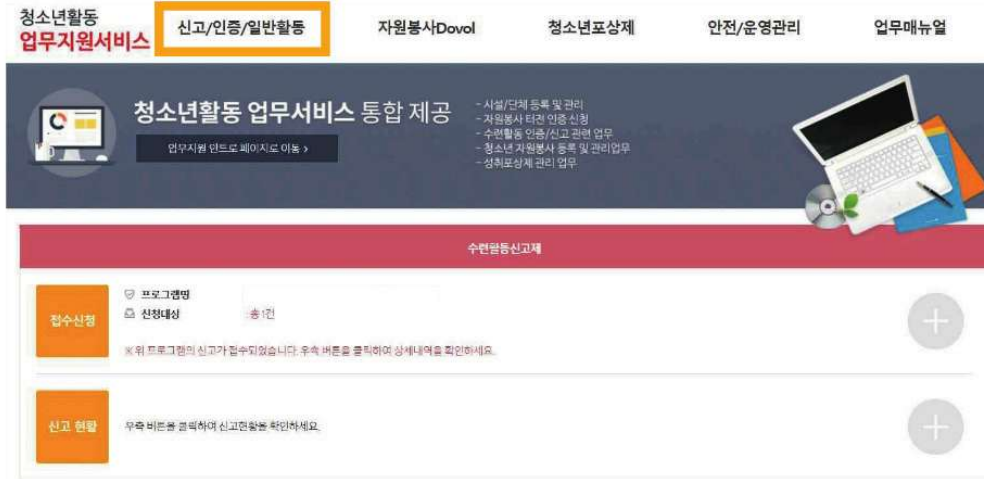 청소년활동
업무지원서비스
신고/인증/일반활동
자원봉사Dovol
청소년포상제
안전/운영관리
업무매뉴얼
청소년활동 업무서비스 통합 제공
업무지원 인트로 페이지로 이동 >
- 시설/단체 등록 및 관리
- 자원봉사 터전 인증 신청
- 수련활동 인증/신고 관련 업무
- 청소년 자원봉사 등록 및 관리업무
- 성취포상제 관리 업무
수련활동신고제
접수신청
프로그램명
신청대상 : 총 1건
※ 위 프로그램의 신고가 접수되었습니다. 우측 버튼을 클릭하여 상세내역을 확인하세요.
신고 현황
우측 버튼을 클릭하여 신고현황을 확인하세요.